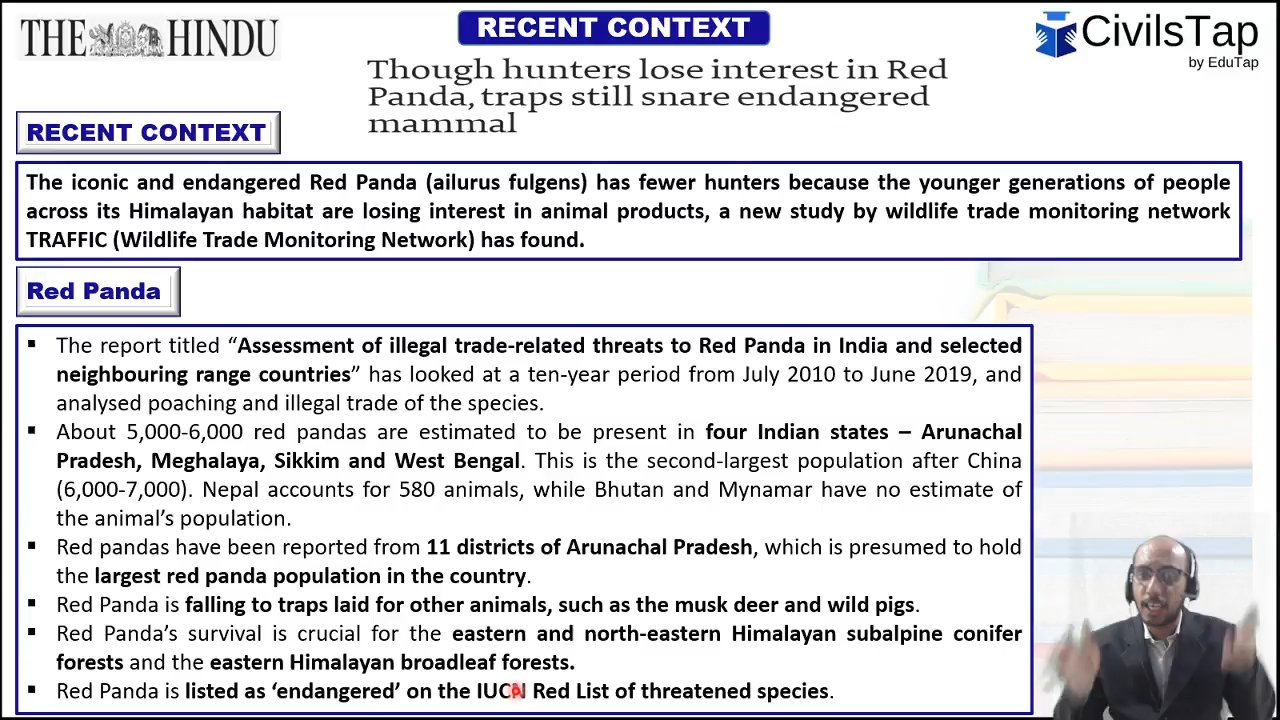 THE HINDU
RECENT CONTEXT
CivilsTap
by EduTap
Though hunters lose interest in Red
Panda, traps still snare endangered
mammal
RECENT CONTEXT
The iconic and endangered Red Panda (ailurus fulgens) has fewer hunters because the younger generations of people
across its Himalayan habitat are losing interest in animal products, a new study by wildlife trade monitoring network
TRAFFIC (Wildlife Trade Monitoring Network) has found.
Red Panda
▪ The report titled “Assessment of illegal trade-related threats to Red Panda in India and selected
neighbouring range countries” has looked at a ten-year period from July 2010 to June 2019, and
analysed poaching and illegal trade of the species.
▪ About 5,000-6,000 red pandas are estimated to be present in four Indian states – Arunachal
Pradesh, Meghalaya, Sikkim and West Bengal. This is the second-largest population after China
(6,000-7,000). Nepal accounts for 580 animals, while Bhutan and Mynamar have no estimate of
the animal’s population.
▪ Red pandas have been reported from 11 districts of Arunachal Pradesh, which is presumed to hold
the largest red panda population in the country.
▪ Red Panda is falling to traps laid for other animals, such as the musk deer and wild pigs.
▪ Red Panda’s survival is crucial for the eastern and north-eastern Himalayan subalpine conifer
forests and the eastern Himalayan broadleaf forests.
▪ Red Panda is listed as ‘endangered’ on the IUCN Red List of threatened species.